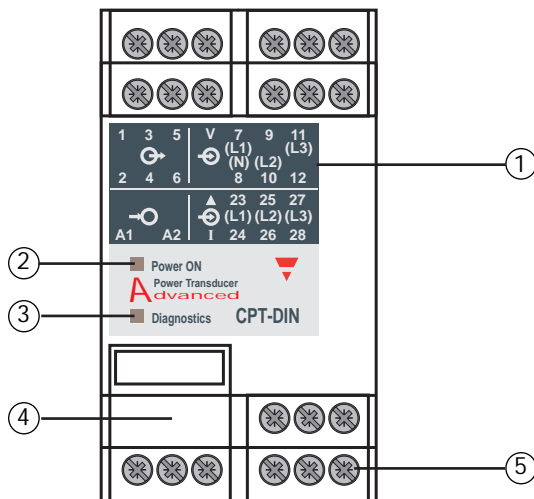 1 3 5 V 7 9 11
(L1) (L3)
(N) (L2)
2 4 6 8 10 12
23 25 27
(L1) (L2) (L3)
A1 A2 I 24 26 28
Power ON
Power Transducer
Advanced
Diagnostics CPT-DIN
1
2
3
4
5